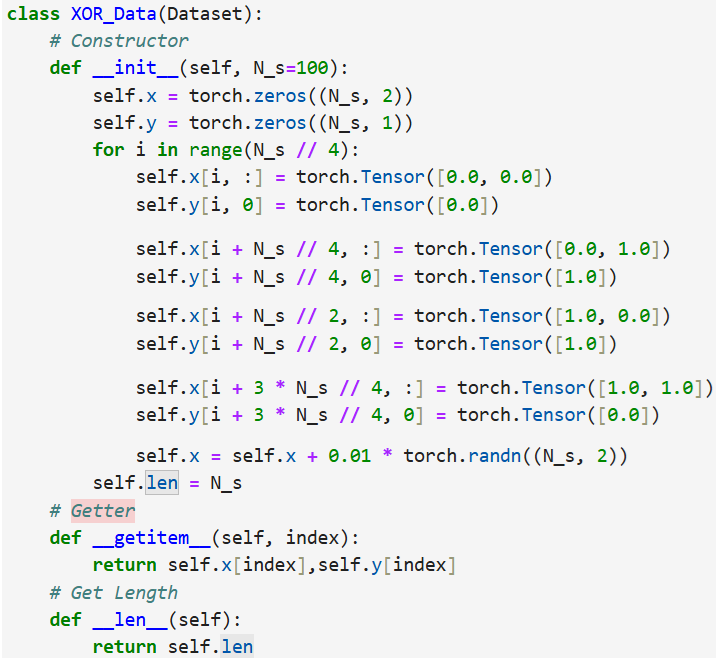 class XOR_Data(Dataset):
    # Constructor
    def __init__(self, N_s=100):
        self.x = torch.zeros((N_s, 2))
        self.y = torch.zeros((N_s, 1))
        for i in range(N_s // 4):
            self.x[i, :] = torch.Tensor([0.0, 0.0])
            self.y[i, 0] = torch.Tensor([0.0])
            self.x[i + N_s // 4, :] = torch.Tensor([0.0, 1.0])
            self.y[i + N_s // 4, 0] = torch.Tensor([1.0])
            self.x[i + N_s // 2, :] = torch.Tensor([1.0, 0.0])
            self.y[i + N_s // 2, 0] = torch.Tensor([1.0])
            self.x[i + 3 * N_s // 4, :] = torch.Tensor([1.0, 1.0])
            self.y[i + 3 * N_s // 4, 0] = torch.Tensor([0.0])
            self.x = self.x + 0.01 * torch.randn((N_s, 2))
        self.len = N_s
    # Getter
    def __getitem__(self, index):
        return self.x[index],self.y[index]
    # Get Length
    def __len__(self):
        return self.len